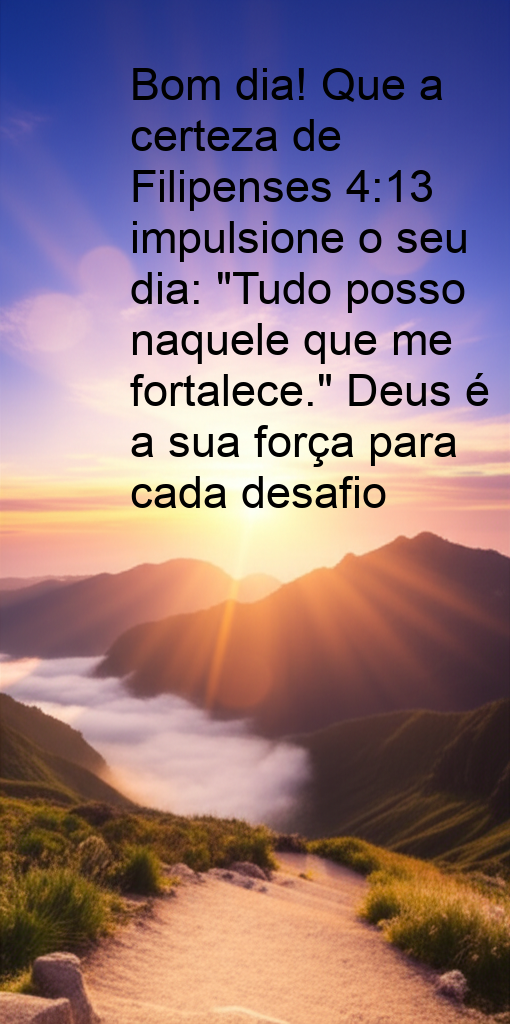 Bom dia! Que a
certeza de
Filipenses 4:13
impulsione o seu
dia: "Tudo posso
naquele que me
fortalece." Deus é
a sua força para
cada desafio